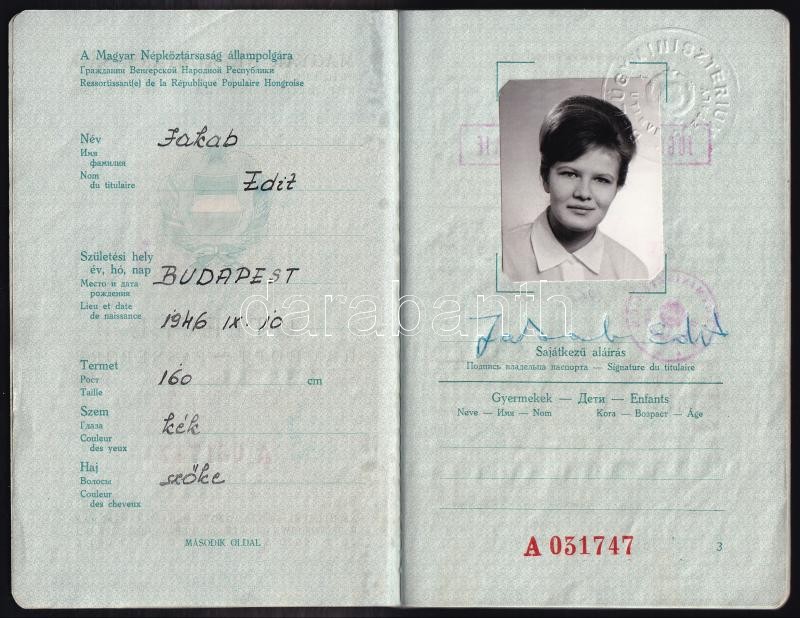 A Magyar Népköztársaság állampolgára
Гражданин Венгерской Народной Республики
Ressortissant(e) de la République Populaire Hongroise
Név
Имя
фамилия
Nom
du titulaire
Jakab
Edit
Születési hely
év, hó, nap
Место и дата
рождения
Lieu et date
de naissance
BUDAPEST
1946 IX. 10
Termet
Рост
Taille
160 cm
Szem
Глаза
Couleur
des yeux
kék
Haj
Волосы
Couleur
des cheveux
szőke
MÁSODIK OLDAL
Jakab Edit
Sajátkezű aláírás
Подпись владельца паспорта — Signature du titulaire
Gyermekek — Дети — Enfants
Neve — Имя — Nom Kora — Возраст — Âge
A 031747
3
darabanth